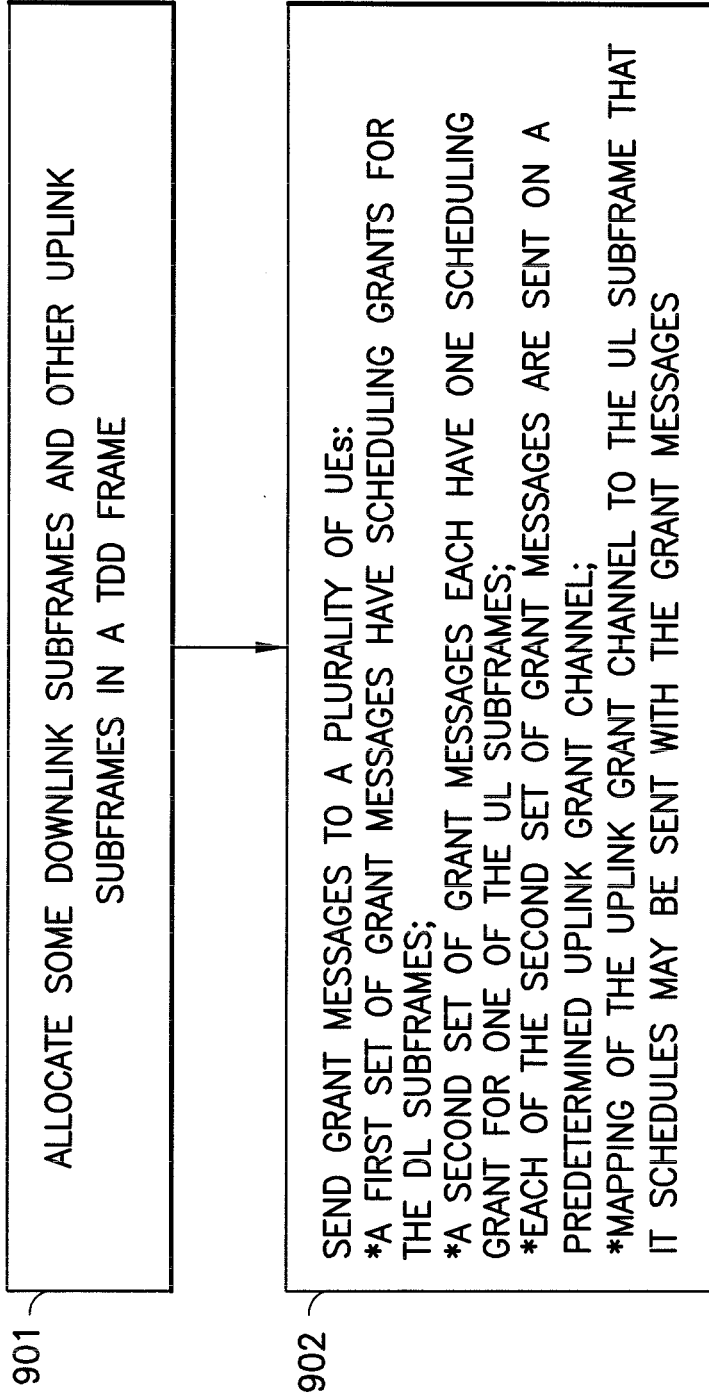 901
ALLOCATE SOME DOWNLINK SUBFRAMES AND OTHER UPLINK
SUBFRAMES IN A TDD FRAME
902
SEND GRANT MESSAGES TO A PLURALITY OF UEs:
*A FIRST SET OF GRANT MESSAGES HAVE SCHEDULING GRANTS FOR
THE DL SUBFRAMES;
*A SECOND SET OF GRANT MESSAGES EACH HAVE ONE SCHEDULING
GRANT FOR ONE OF THE UL SUBFRAMES;
*EACH OF THE SECOND SET OF GRANT MESSAGES ARE SENT ON A
PREDETERMINED UPLINK GRANT CHANNEL;
*MAPPING OF THE UPLINK GRANT CHANNEL TO THE UL SUBFRAME THAT
IT SCHEDULES MAY BE SENT WITH THE GRANT MESSAGES